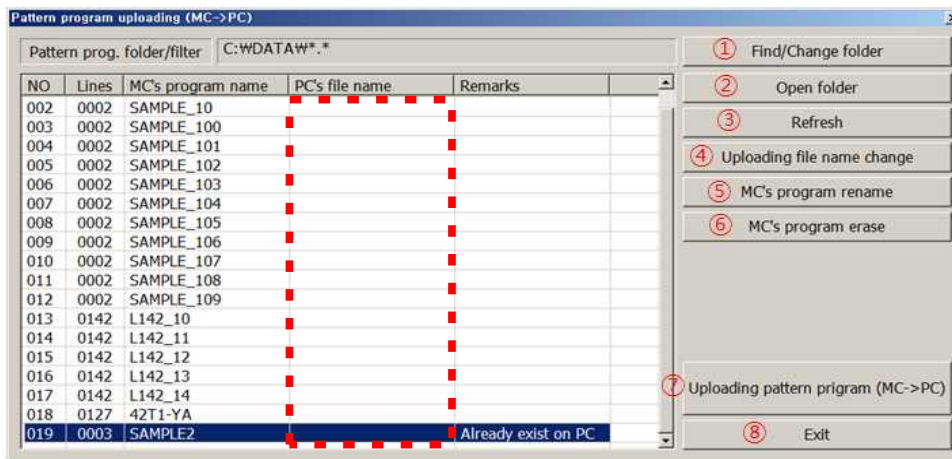 Pattern program uploading (MC->PC)
Pattern prog. folder/filter C:₩DATA₩*.*
NO Lines MC's program name PC's file name Remarks
002 0002 SAMPLE_10
003 0002 SAMPLE_100
004 0002 SAMPLE_101
005 0002 SAMPLE_102
006 0002 SAMPLE_103
007 0002 SAMPLE_104
008 0002 SAMPLE_105
009 0002 SAMPLE_106
010 0002 SAMPLE_107
011 0002 SAMPLE_108
012 0002 SAMPLE_109
013 0142 L142_10
014 0142 L142_11
015 0142 L142_12
016 0142 L142_13
017 0142 L142_14
018 0127 42T1-YA
019 0003 SAMPLE2 Already exist on PC
① Find/Change folder
② Open folder
③ Refresh
④ Uploading file name change
⑤ MC's program rename
⑥ MC's program erase
⑦ Uploading pattern prigram (MC->PC)
⑧ Exit